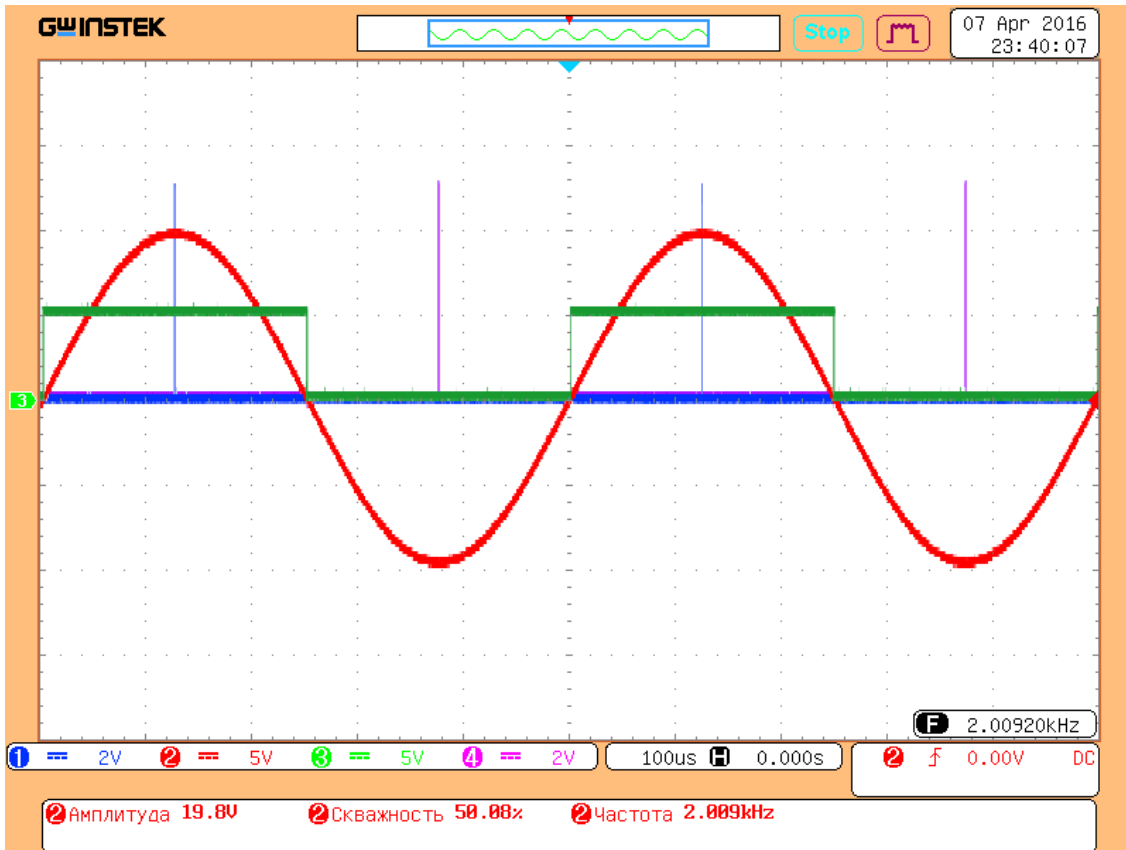 GWINSTEK
Stop
07 Apr 2016
23:40:07
3
F 2.00920kHz
1 2V 2 5V 3 5V 4 2V 100us H 0.000s 2 0.00V DC
2 Амплитуда 19.8V 2 Скважность 50.08% 2 Частота 2.009kHz